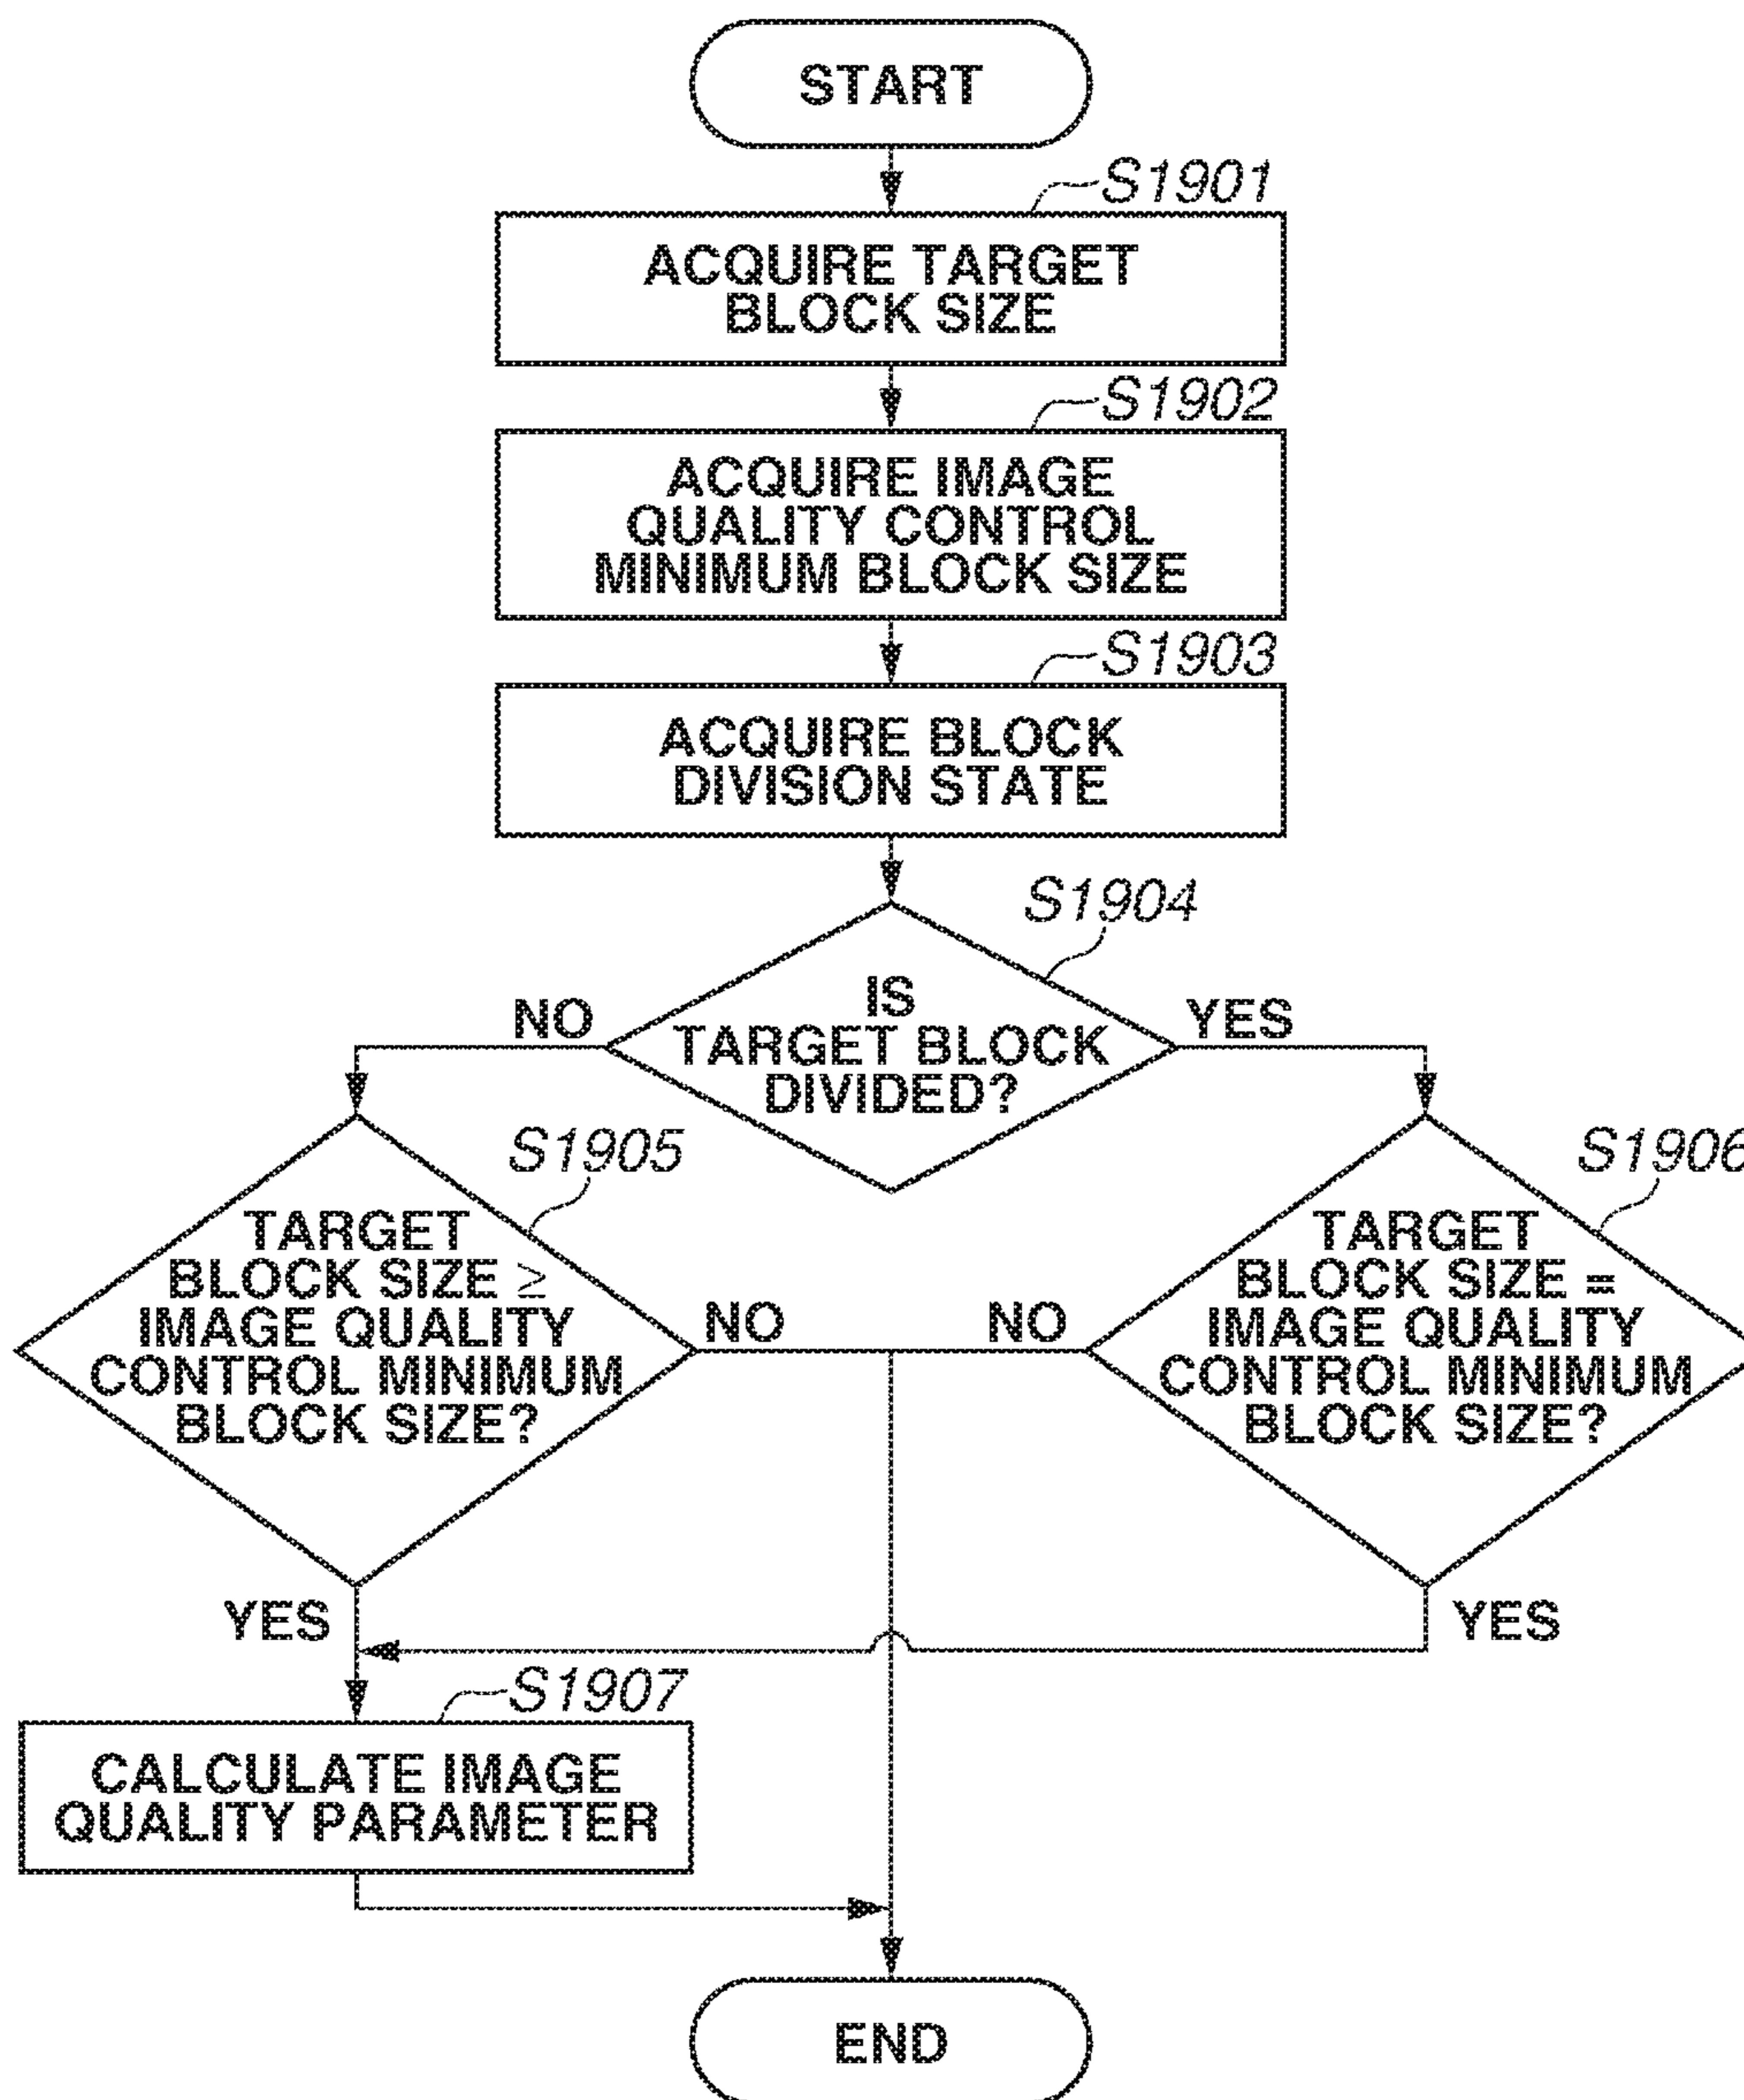 START
S1901
ACQUIRE TARGET
BLOCK SIZE
S1902
ACQUIRE IMAGE
QUALITY CONTROL
MINIMUM BLOCK SIZE
S1903
ACQUIRE BLOCK
DIVISION STATE
S1904
IS
TARGET BLOCK
DIVIDED?
NO
YES
S1905
TARGET
BLOCK SIZE ≥
IMAGE QUALITY
CONTROL MINIMUM
BLOCK SIZE?
NO
YES
S1906
TARGET
BLOCK SIZE =
IMAGE QUALITY
CONTROL MINIMUM
BLOCK SIZE?
NO
YES
S1907
CALCULATE IMAGE
QUALITY PARAMETER
END